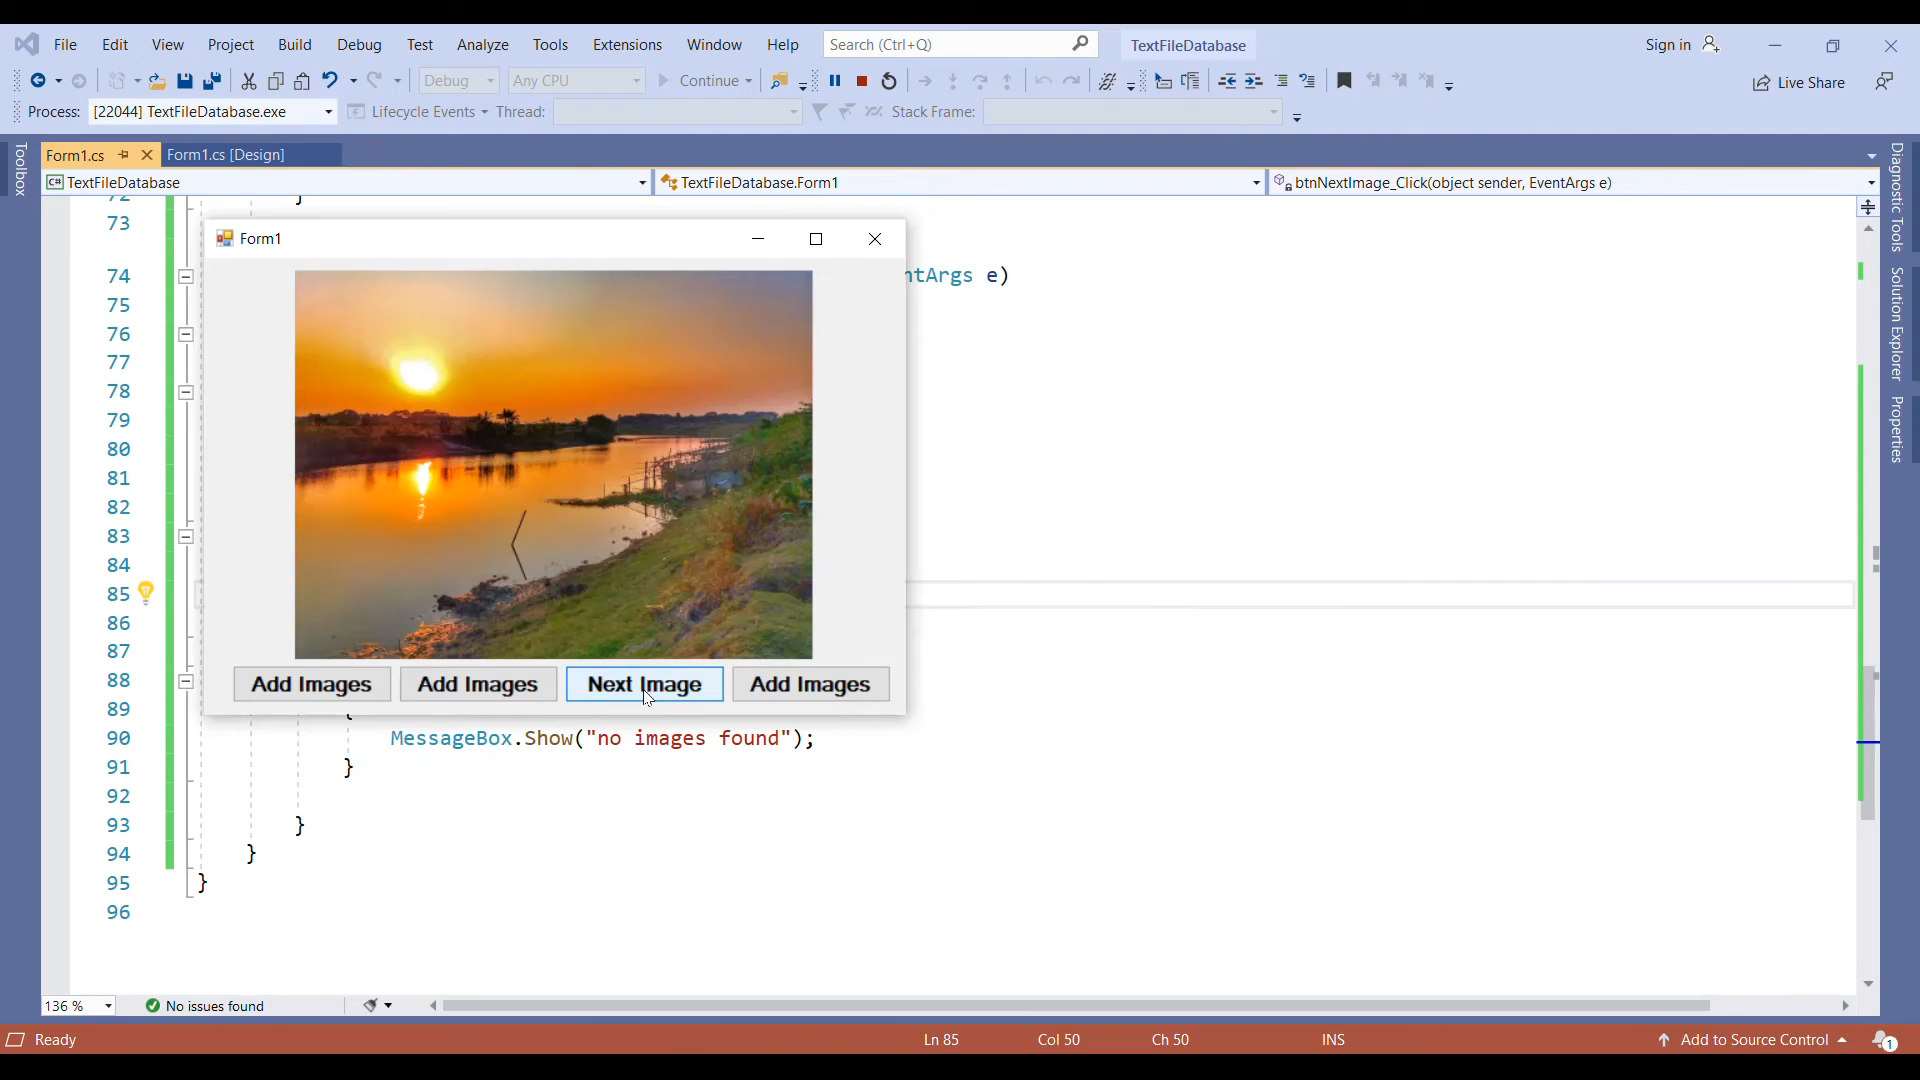 File Edit View Project Build Debug Test Analyze Tools Extensions Window Help Search (Ctrl+Q) TextFileDatabase Sign in
Debug Any CPU Continue Live Share
Process: [22044] TextFileDatabase.exe Lifecycle Events Thread: Stack Frame:
Toolbox
Form1.cs Form1.cs [Design]
TextFileDatabase TextFileDatabase.Form1 btnNextImage_Click(object sender, EventArgs e)
Diagnostic Tools
Solution Explorer
Properties
72 }
73
Form1
74 ntArgs e)
75
76
77
78
79
80
81
82
83
84
85
86
87
88
Add Images Add Images Next Image Add Images
89 {
90 MessageBox.Show("no images found");
91 }
92
93 }
94 }
95 }
96
136 % No issues found
Ready Ln 85 Col 50 Ch 50 INS Add to Source Control 1